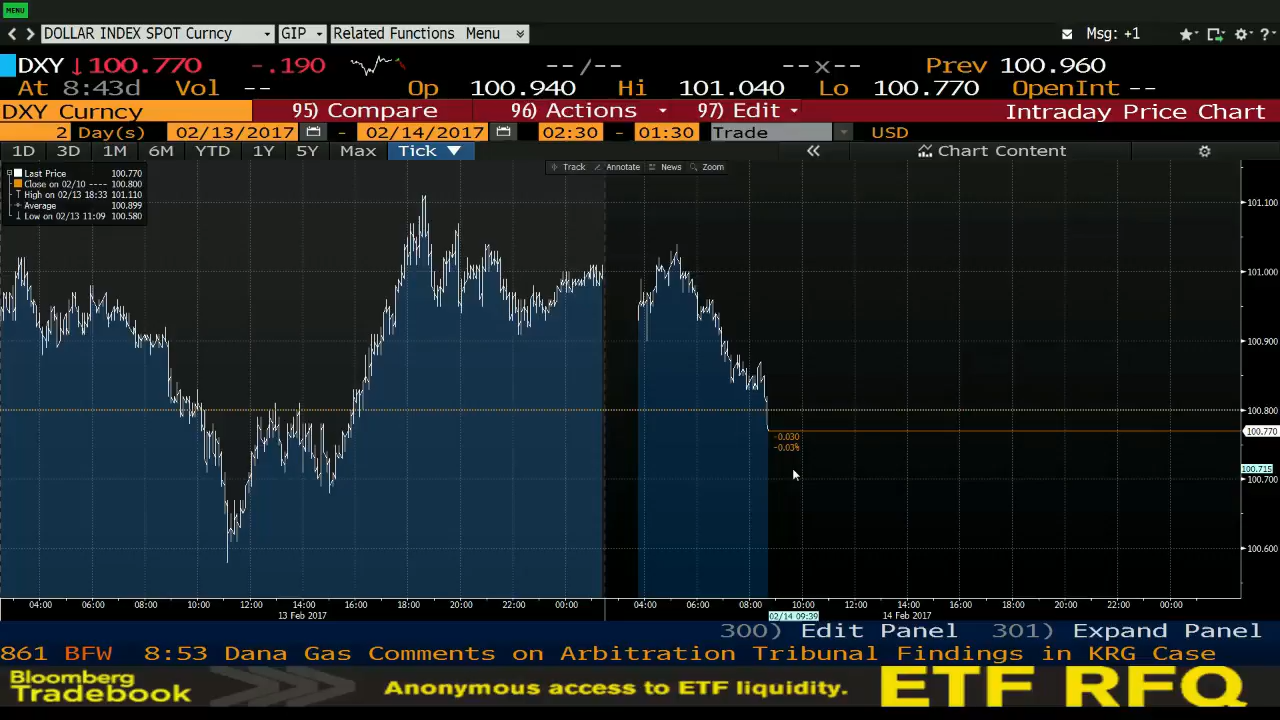 MENU
DOLLAR INDEX SPOT Curncy GIP Related Functions Menu Msg: +1
DXY ↓100.770 -.190 --/-- --x-- Prev 100.960
At 8:43d Vol -- Op 100.940 Hi 101.040 Lo 100.770 OpenInt --
DXY Curncy 95) Compare 96) Actions 97) Edit Intraday Price Chart
2 Day(s) 02/13/2017 - 02/14/2017 02:30 - 01:30 Trade USD
1D 3D 1M 6M YTD 1Y 5Y Max Tick ▼ « Chart Content
Track Annotate News Zoom
Last Price 100.770
Close on 02/10 ---- 100.800
High on 02/13 18:33 101.110
Average 100.899
Low on 02/13 11:09 100.580
101.100
101.000
100.900
100.800
100.770
-0.030
-0.03%
100.715
100.700
100.600
04:00 06:00 08:00 10:00 12:00 14:00 16:00 18:00 20:00 22:00 00:00 04:00 06:00 08:00 10:00 12:00 14:00 16:00 18:00 20:00 22:00 00:00
13 Feb 2017 02/14 09:39 14 Feb 2017
300) Edit Panel 301) Expand Panel
861 BFW 8:53 Dana Gas Comments on Arbitration Tribunal Findings in KRG Case
Bloomberg
Tradebook
Anonymous access to ETF liquidity. ETF RFQ